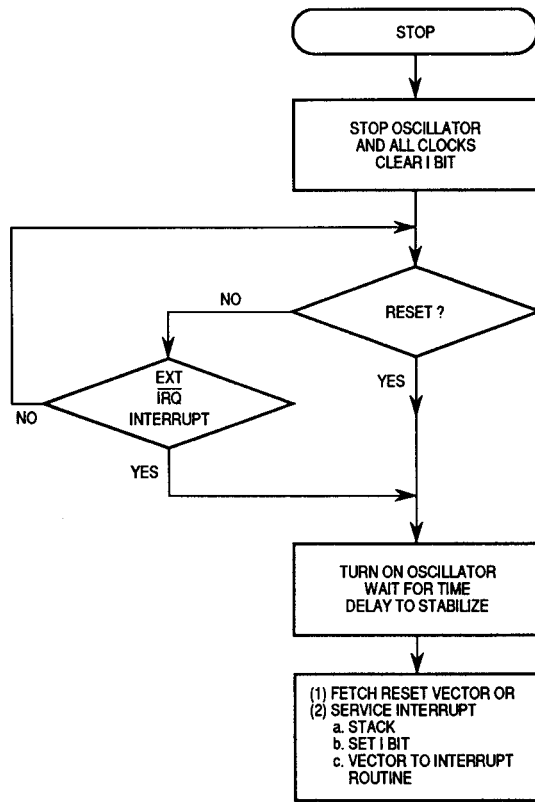 STOP
STOP OSCILLATOR
AND ALL CLOCKS
CLEAR I BIT
RESET ?
NO
YES
EXT
IRQ
INTERRUPT
NO
YES
TURN ON OSCILLATOR
WAIT FOR TIME
DELAY TO STABILIZE
(1) FETCH RESET VECTOR OR
(2) SERVICE INTERRUPT
a. STACK
b. SET I BIT
c. VECTOR TO INTERRUPT
ROUTINE